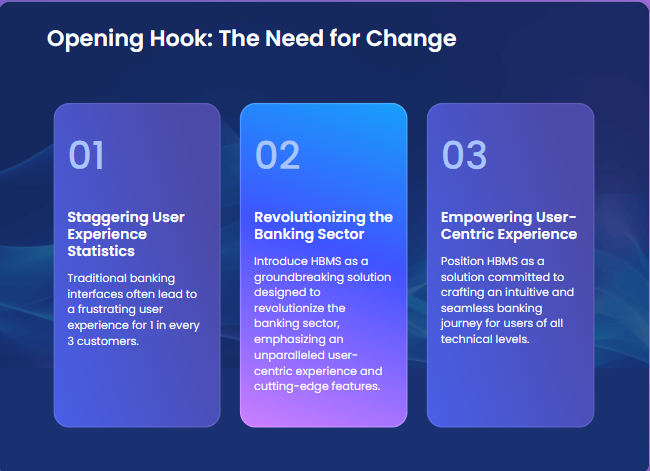 Opening Hook: The Need for Change
01
Staggering User
Experience
Statistics
Traditional banking
interfaces often lead to
a frustrating user
experience for 1 in every
3 customers.
02
Revolutionizing the
Banking Sector
Introduce HBMS as a
groundbreaking solution
designed to
revolutionize the
banking sector,
emphasizing an
unparalleled user-
centric experience and
cutting-edge features.
03
Empowering User-
Centric Experience
Position HBMS as a
solution committed to
crafting an intuitive and
seamless banking
journey for users of all
technical levels.